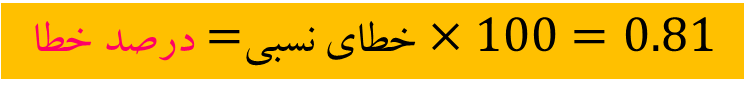 درصد خطا = خطای نسبی × 100 = 0.81